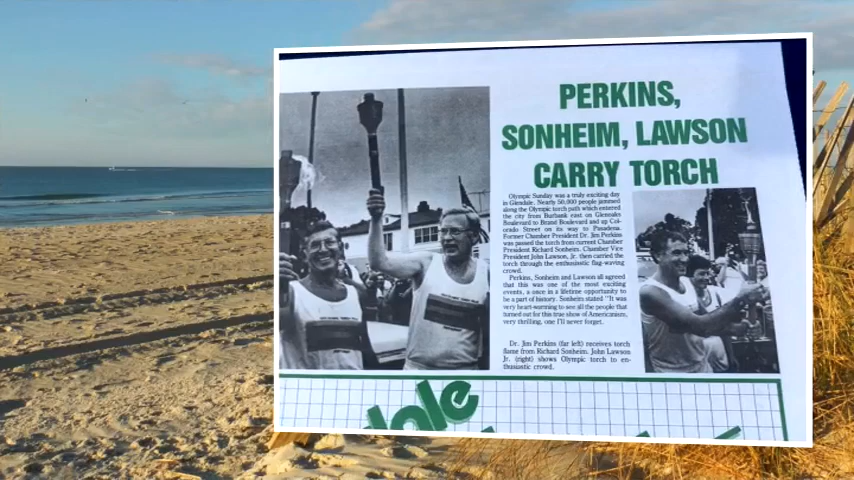 PERKINS,
SONHEIM, LAWSON
CARRY TORCH
Olympic Sunday was a truly exciting day
in Glendale. Nearly 50,000 people jammed
along the Olympic torch path which entered
the city from Burbank east on Glenoaks
Boulevard to Brand Boulevard and up Col-
orado Street on its way to Pasadena.
Former Chamber President Dr. Jim Perkins
was passed the torch from current Chamber
President Richard Sonheim. Chamber Vice
President John Lawson, Jr. then carried the
torch through the enthusiastic flag-waving
crowd.
Perkins, Sonheim and Lawson all agreed
that this was one of the most exciting
events, a once in a lifetime opportunity to
be a part of history. Sonheim stated "It was
very heart-warming to see all the people that
turned out for this true show of Americanism,
very thrilling, one I'll never forget.
Dr. Jim Perkins (far left) receives torch
flame from Richard Sonheim. John Lawson
Jr. (right) shows Olympic torch to en-
thusiastic crowd.
dale